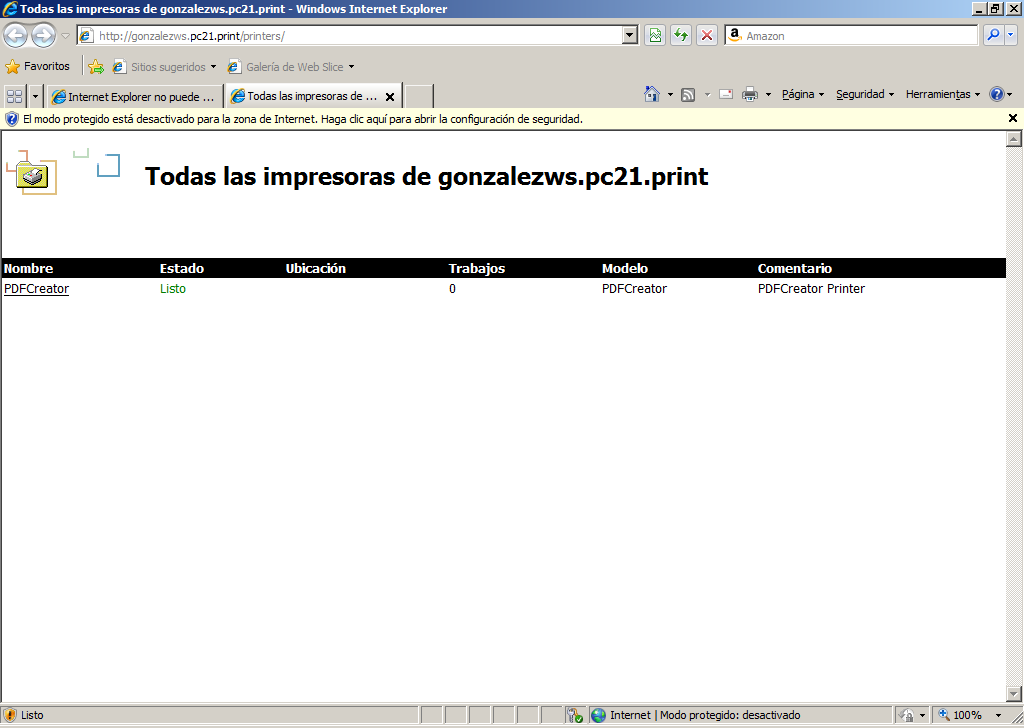 Todas las impresoras de gonzalezws.pc21.print - Windows Internet Explorer
http://gonzalezws.pc21.print/printers/
a Amazon
Favoritos Sitios sugeridos Galería de Web Slice
Internet Explorer no puede ... Todas las impresoras de ... Página Seguridad Herramientas
El modo protegido está desactivado para la zona de Internet. Haga clic aquí para abrir la configuración de seguridad.
Todas las impresoras de gonzalezws.pc21.print
Nombre Estado Ubicación Trabajos Modelo Comentario
PDFCreator Listo 0 PDFCreator PDFCreator Printer
Listo Internet | Modo protegido: desactivado 100%